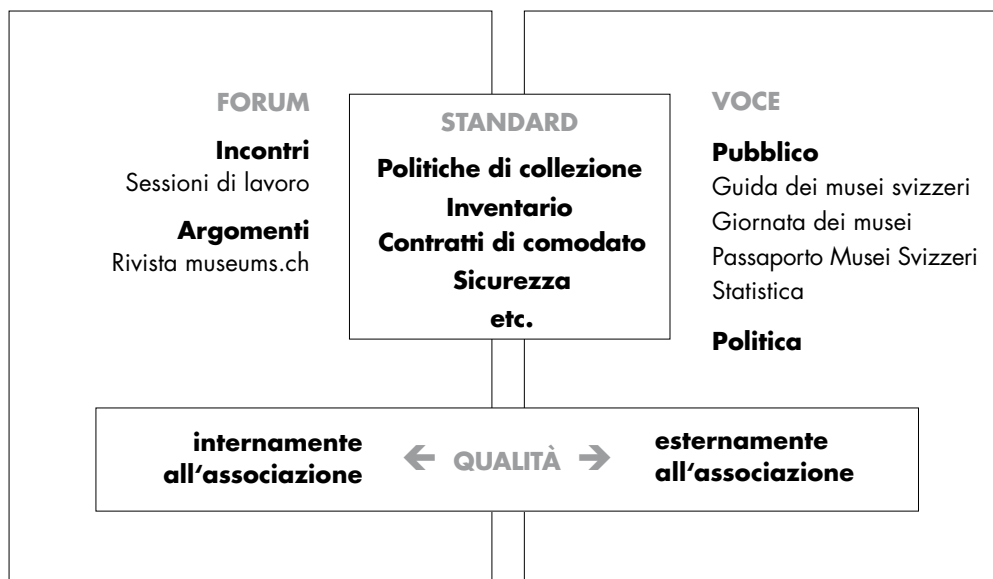 FORUM
Incontri
Sessioni di lavoro
Argomenti
Rivista museums.ch
STANDARD
Politiche di collezione
Inventario
Contratti di comodato
Sicurezza
etc.
VOCE
Pubblico
Guida dei musei svizzeri
Giornata dei musei
Passaporto Musei Svizzeri
Statistica
Politica
internamente
all‘associazione
← QUALITÀ →
esternamente
all‘associazione